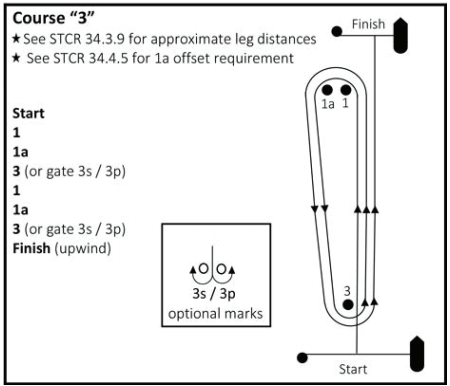 Course “3”
★See STCR 34.3.9 for approximate leg distances
★ See STCR 34.4.5 for 1a offset requirement
Start
1
1a
3 (or gate 3s / 3p)
1
1a
3 (or gate 3s / 3p)
Finish (upwind)
3s / 3p
optional marks
Finish
1a 1
3
Start